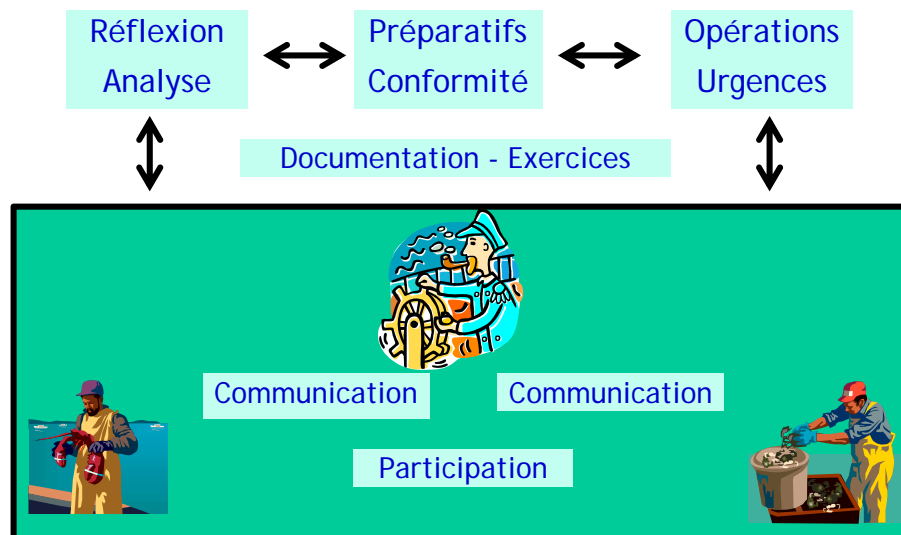 Réflexion
Analyse
Préparatifs
Conformité
Opérations
Urgences
Documentation - Exercices
Communication
Communication
Participation